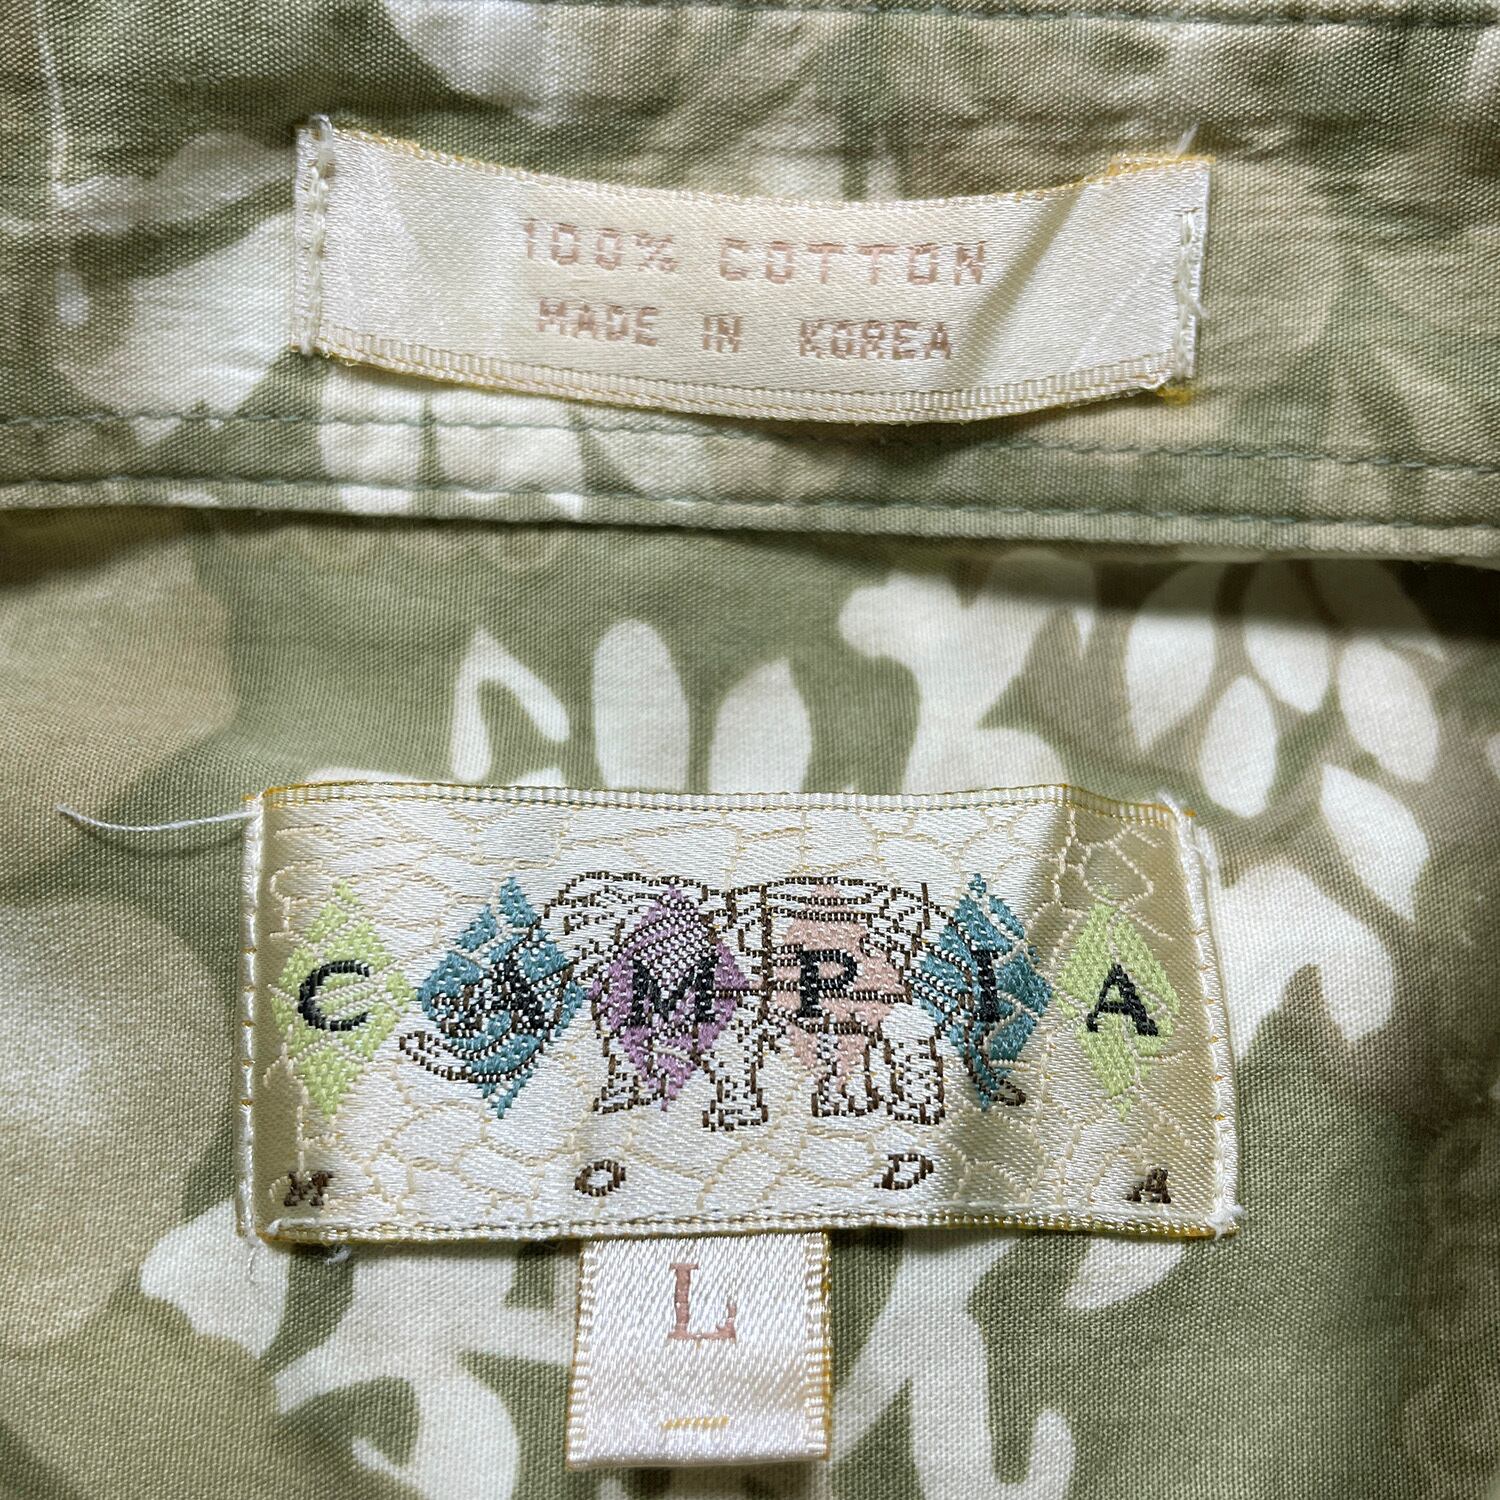 100% COTTON
MADE IN KOREA
CAMPIA
MODA
L